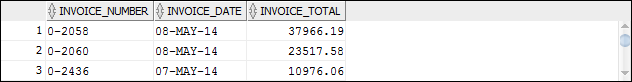 INVOICE_NUMBER INVOICE_DATE INVOICE_TOTAL
1 0-2058 08-MAY-14 37966.19
2 0-2060 08-MAY-14 23517.58
3 0-2436 07-MAY-14 10976.06